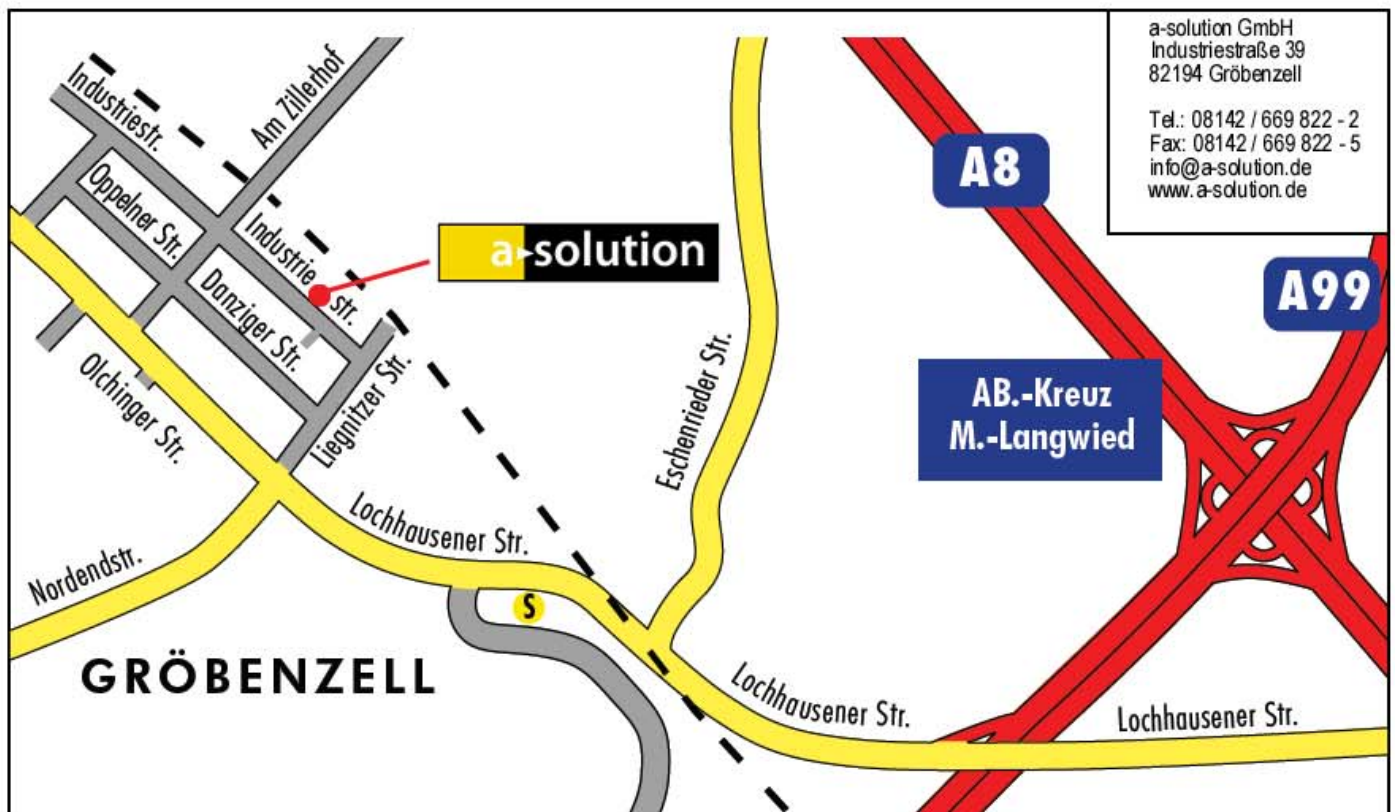 a-solution GmbH
Industriestraße 39
82194 Gröbenzell
Tel.: 08142 / 669 822 - 2
Fax: 08142 / 669 822 - 5
info@a-solution.de
www.a-solution.de
Industriestr.
Am Zillerhof
Oppelner Str.
Industriestr.
Danziger Str.
a-solution
A8
A99
Olchinger Str.
Liegnitzer Str.
Eschenrieder Str.
AB.-Kreuz
M.-Langwied
Lochhausener Str.
Nordendstr.
S
GRÖBENZELL
Lochhausener Str.
Lochhausener Str.